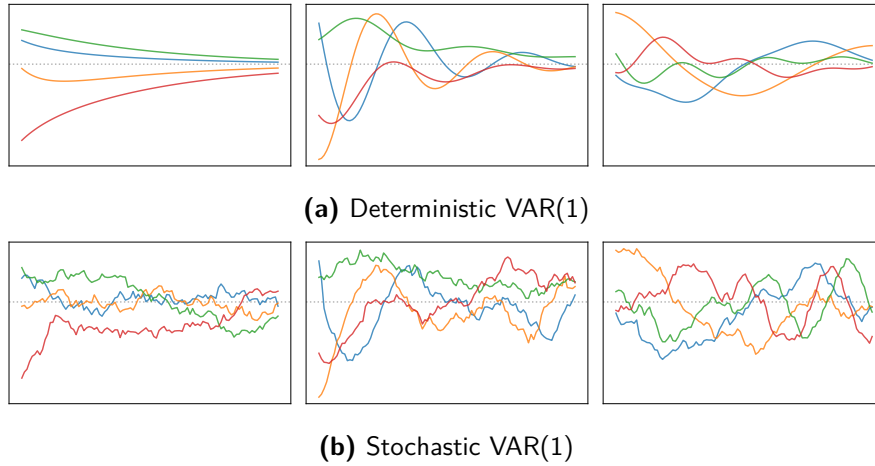 (a) Deterministic VAR(1)
(b) Stochastic VAR(1)